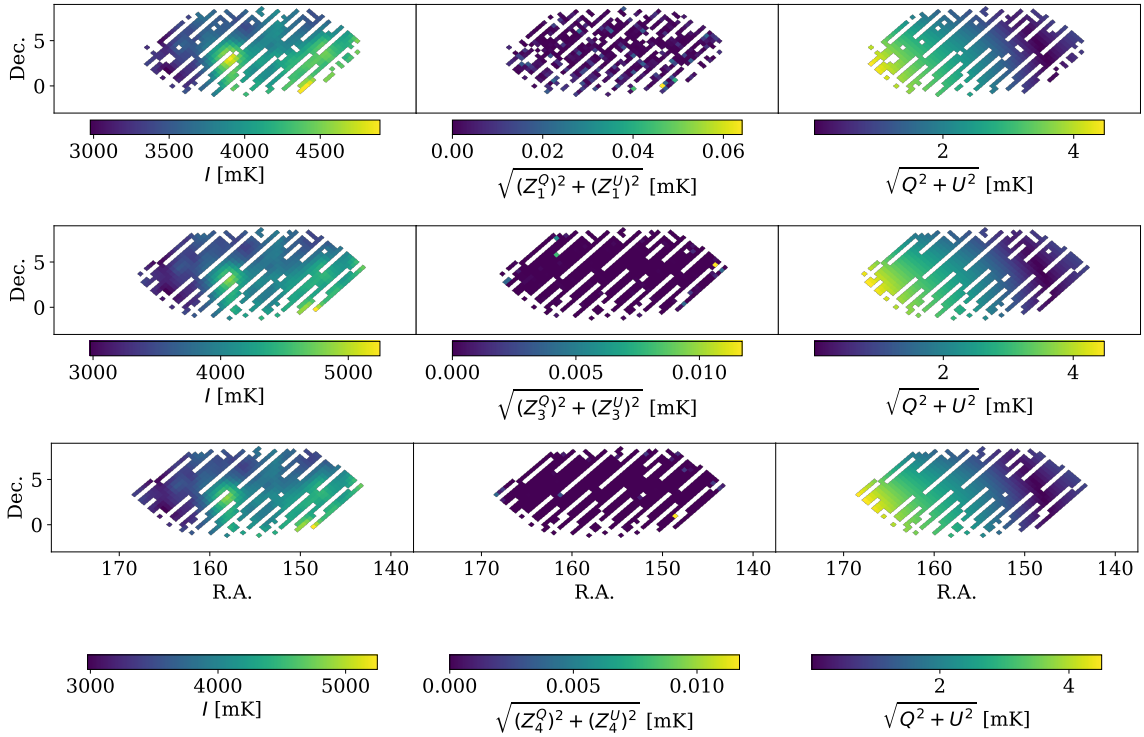 Dec.
5
0
3000 3500 4000 4500
I [mK]
0.00 0.02 0.04 0.06
√(Z₁^Q)² + (Z₁^U)² [mK]
2 4
√Q² + U² [mK]
Dec.
5
0
3000 4000 5000
I [mK]
0.000 0.005 0.010
√(Z₃^Q)² + (Z₃^U)² [mK]
2 4
√Q² + U² [mK]
Dec.
5
0
170 160 150 140
R.A.
170 160 150 140
R.A.
170 160 150 140
R.A.
3000 4000 5000
I [mK]
0.000 0.005 0.010
√(Z₄^Q)² + (Z₄^U)² [mK]
2 4
√Q² + U² [mK]